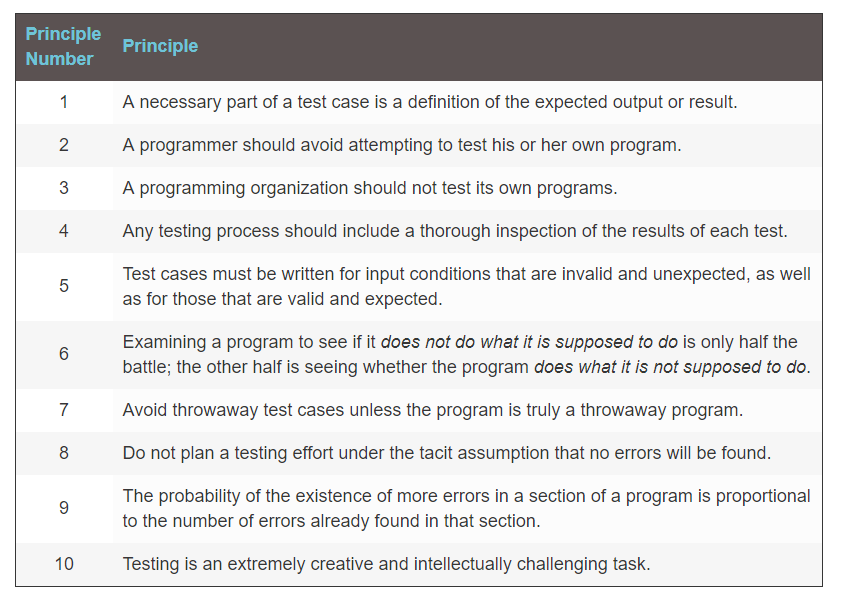 Principle
Number
Principle
1
A necessary part of a test case is a definition of the expected output or result.
2
A programmer should avoid attempting to test his or her own program.
3
A programming organization should not test its own programs.
4
Any testing process should include a thorough inspection of the results of each test.
5
Test cases must be written for input conditions that are invalid and unexpected, as well
as for those that are valid and expected.
6
Examining a program to see if it does not do what it is supposed to do is only half the
battle; the other half is seeing whether the program does what it is not supposed to do.
7
Avoid throwaway test cases unless the program is truly a throwaway program.
8
Do not plan a testing effort under the tacit assumption that no errors will be found.
9
The probability of the existence of more errors in a section of a program is proportional
to the number of errors already found in that section.
10
Testing is an extremely creative and intellectually challenging task.